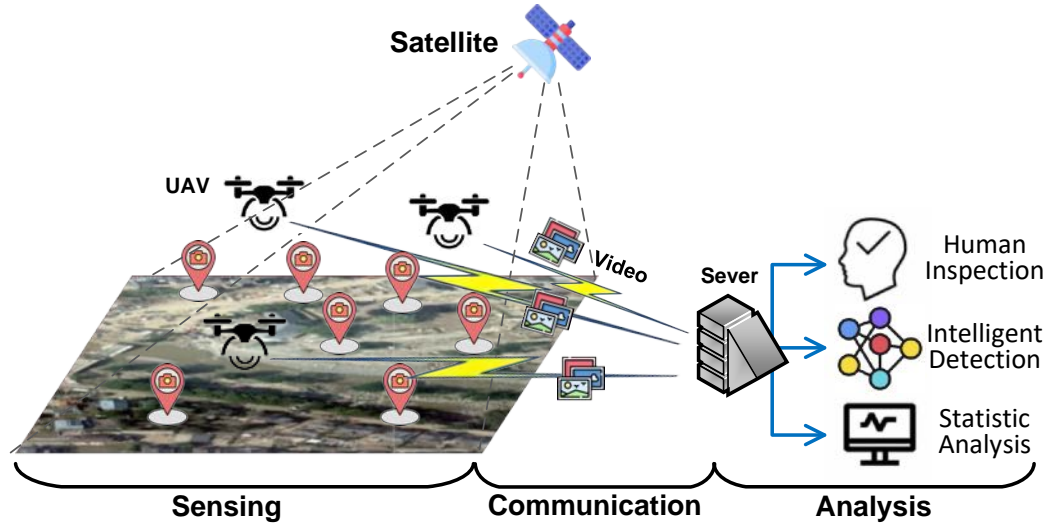 Satellite
UAV
Video
Sever
Human
Inspection
Intelligent
Detection
Statistic
Analysis
Sensing
Communication
Analysis